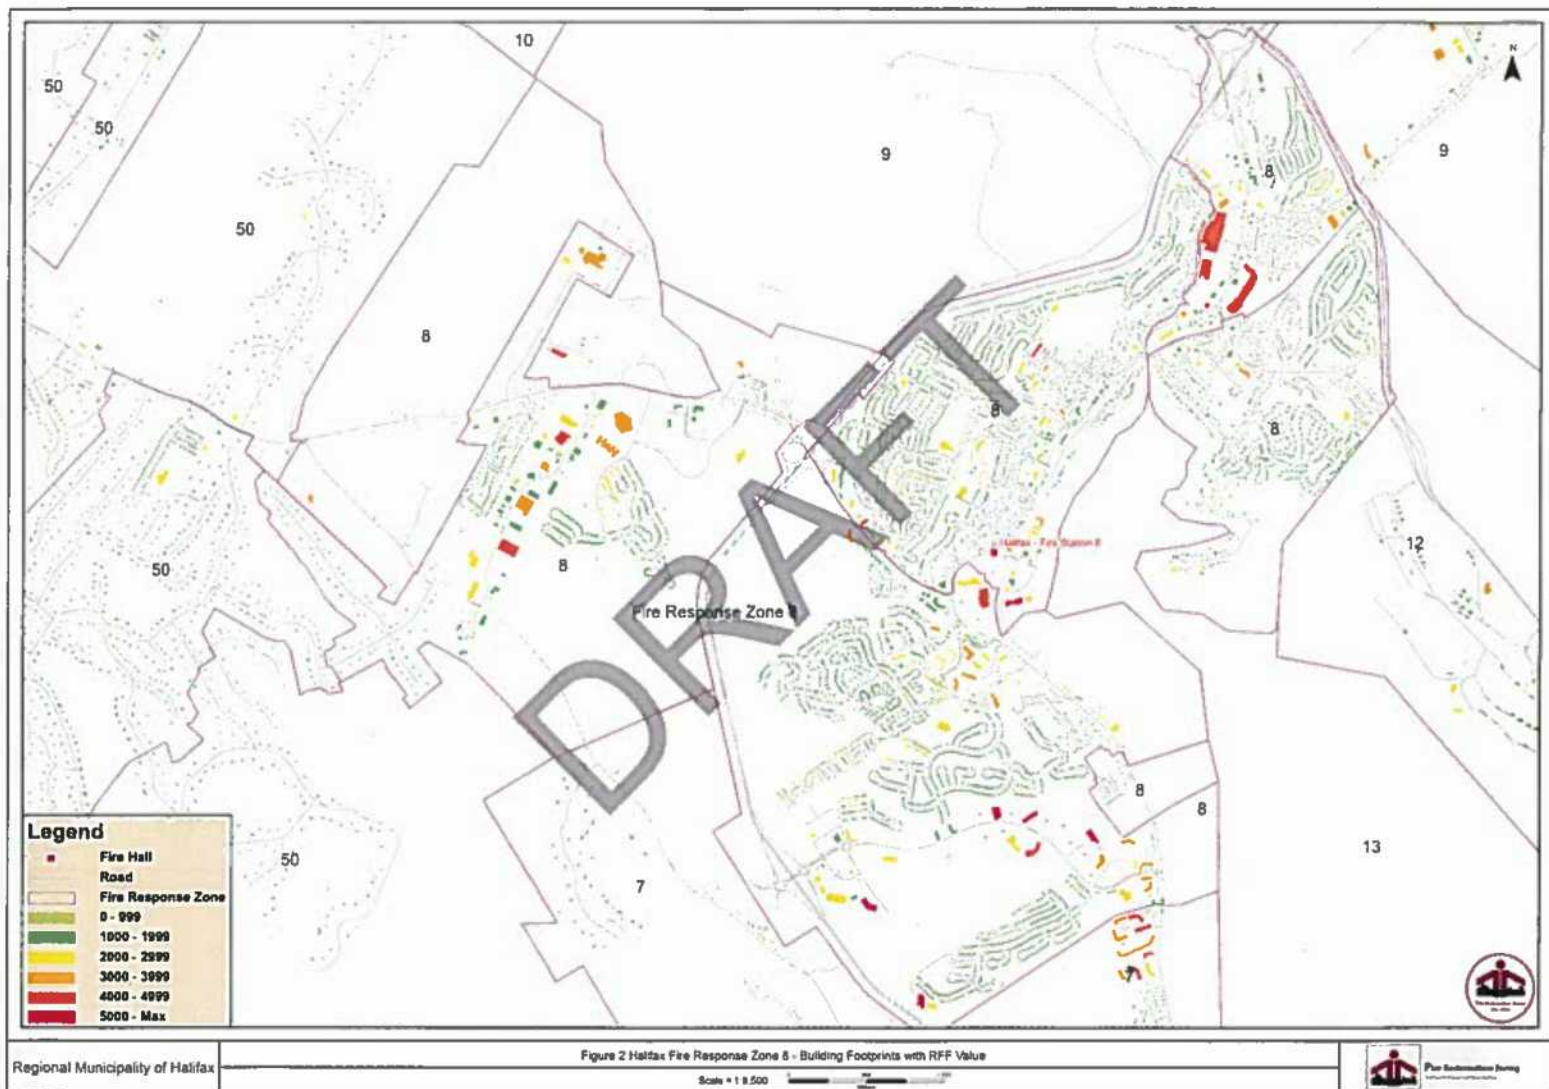 10
50
50
9
9
N
8
50
8
8
8
50
8
Halifax - Fire Station 8
12
Fire Response Zone 8
DRAFT
8
8
50
7
13
Legend
Fire Hall
Road
Fire Response Zone
0 - 999
1000 - 1999
2000 - 2999
3000 - 3999
4000 - 4999
5000 - Max
Regional Municipality of Halifax
Figure 2 Halifax Fire Response Zone 8 - Building Footprints with RFF Value